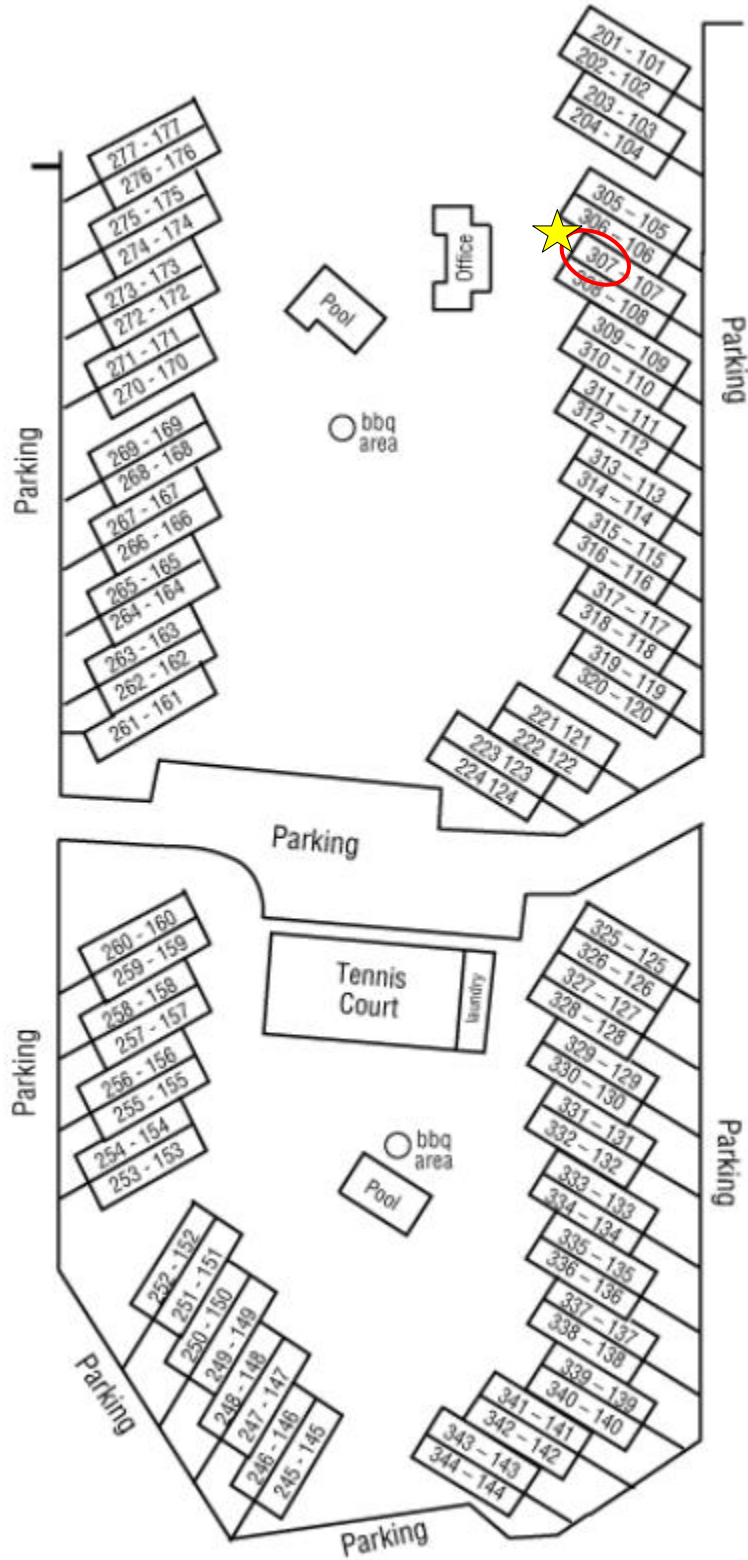 201 - 101
202 - 102
203 - 103
204 - 104
277 - 177
276 - 176
275 - 175
274 - 174
273 - 173
272 - 172
271 - 171
270 - 170
Office
Pool
305 – 105
306 – 106
307 – 107
308 – 108
309 – 109
310 – 110
311 – 111
312 – 112
313 – 113
314 – 114
315 – 115
316 – 116
317 – 117
318 – 118
319 – 119
320 – 120
Parking
bbq
area
Parking
269 - 169
268 - 168
267 - 167
266 - 166
265 - 165
264 - 164
263 - 163
262 - 162
261 - 161
221 121
222 122
223 123
224 124
Parking
260 - 160
259 - 159
258 - 158
257 - 157
256 - 156
255 - 155
254 - 154
253 - 153
Parking
Tennis
Court
laundry
325 – 125
326 – 126
327 – 127
328 – 128
329 – 129
330 – 130
331 – 131
332 – 132
333 – 133
334 – 134
335 – 135
336 – 136
337 – 137
338 – 138
339 – 139
340 – 140
Parking
bbq
area
Pool
252 - 152
251 - 151
250 - 150
249 - 149
248 - 148
247 - 147
246 - 146
245 - 145
341 – 141
342 – 142
343 – 143
344 – 144
Parking
Parking